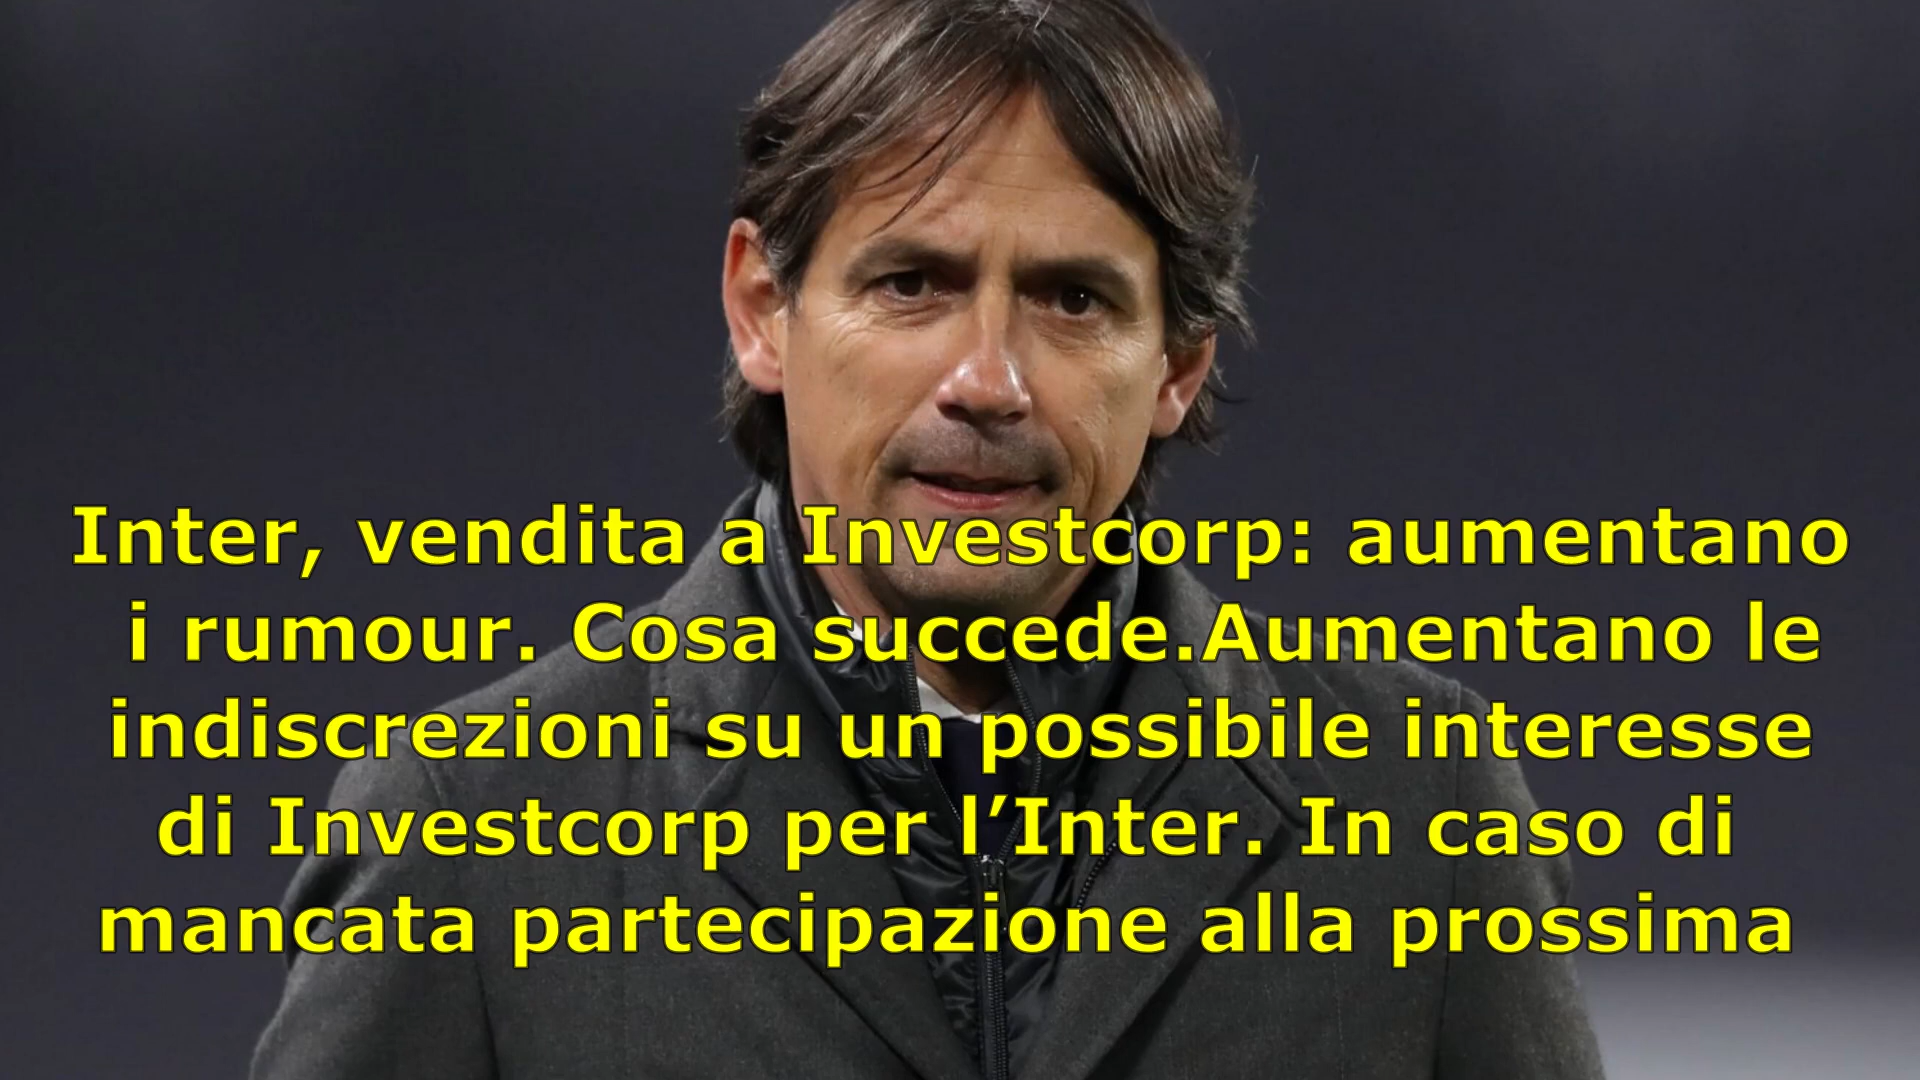 Inter, vendita a Investcorp: aumentano
i rumour. Cosa succede.Aumentano le
indiscrezioni su un possibile interesse
di Investcorp per l’Inter. In caso di
mancata partecipazione alla prossima